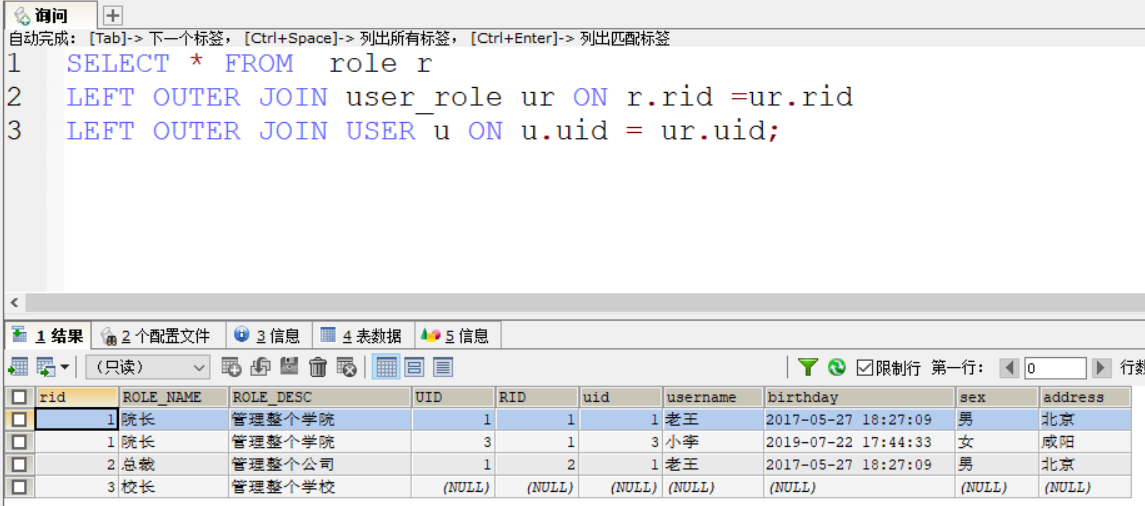 询问
自动完成: [Tab]-> 下一个标签, [Ctrl+Space]-> 列出所有标签, [Ctrl+Enter]-> 列出匹配标签
1 SELECT * FROM role r
2 LEFT OUTER JOIN user_role ur ON r.rid =ur.rid
3 LEFT OUTER JOIN USER u ON u.uid = ur.uid;
1 结果 2 个配置文件 3 信息 4 表数据 5 信息
(只读) 限制行 第一行: 0 行数
rid ROLE_NAME ROLE_DESC UID RID uid username birthday sex address
1 院长 管理整个学院 1 1 1 老王 2017-05-27 18:27:09 男 北京
1 院长 管理整个学院 3 1 3 小李 2019-07-22 17:44:33 女 咸阳
2 总裁 管理整个公司 1 2 1 老王 2017-05-27 18:27:09 男 北京
3 校长 管理整个学校 (NULL) (NULL) (NULL) (NULL) (NULL) (NULL) (NULL)